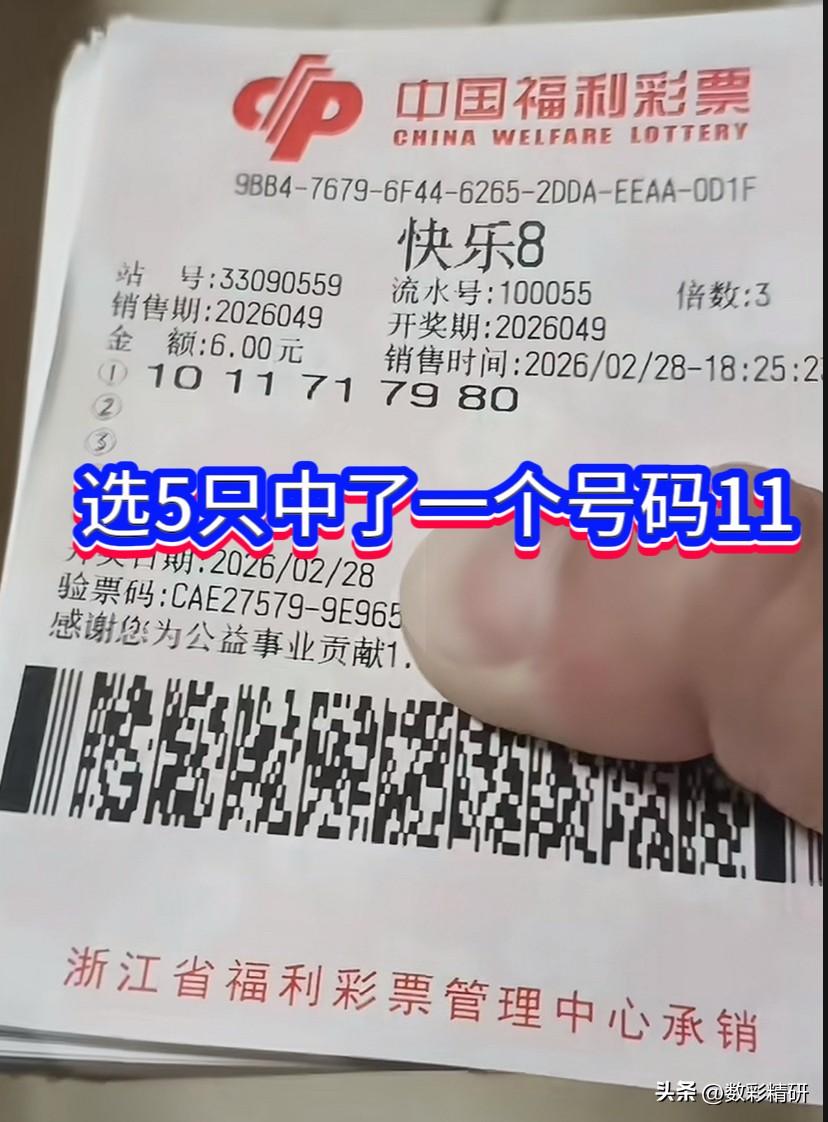 中国福利彩票
CHINA WELFARE LOTTERY
9BB4-7679-6F44-6265-2DDA-EEAA-0D1F
快乐8
站 号:33090559 流水号:100055 倍数:3
销售期:2026049 开奖期:2026049
金 额:6.00元 销售时间:2026/02/28-18:25:2
① 10 11 71 79 80
②
③
选5只中了一个号码11
开奖日期:2026/02/28
验票码:CAE27579-9E965
感谢您为公益事业贡献1.
浙江省福利彩票管理中心承销
头条 @数彩精研